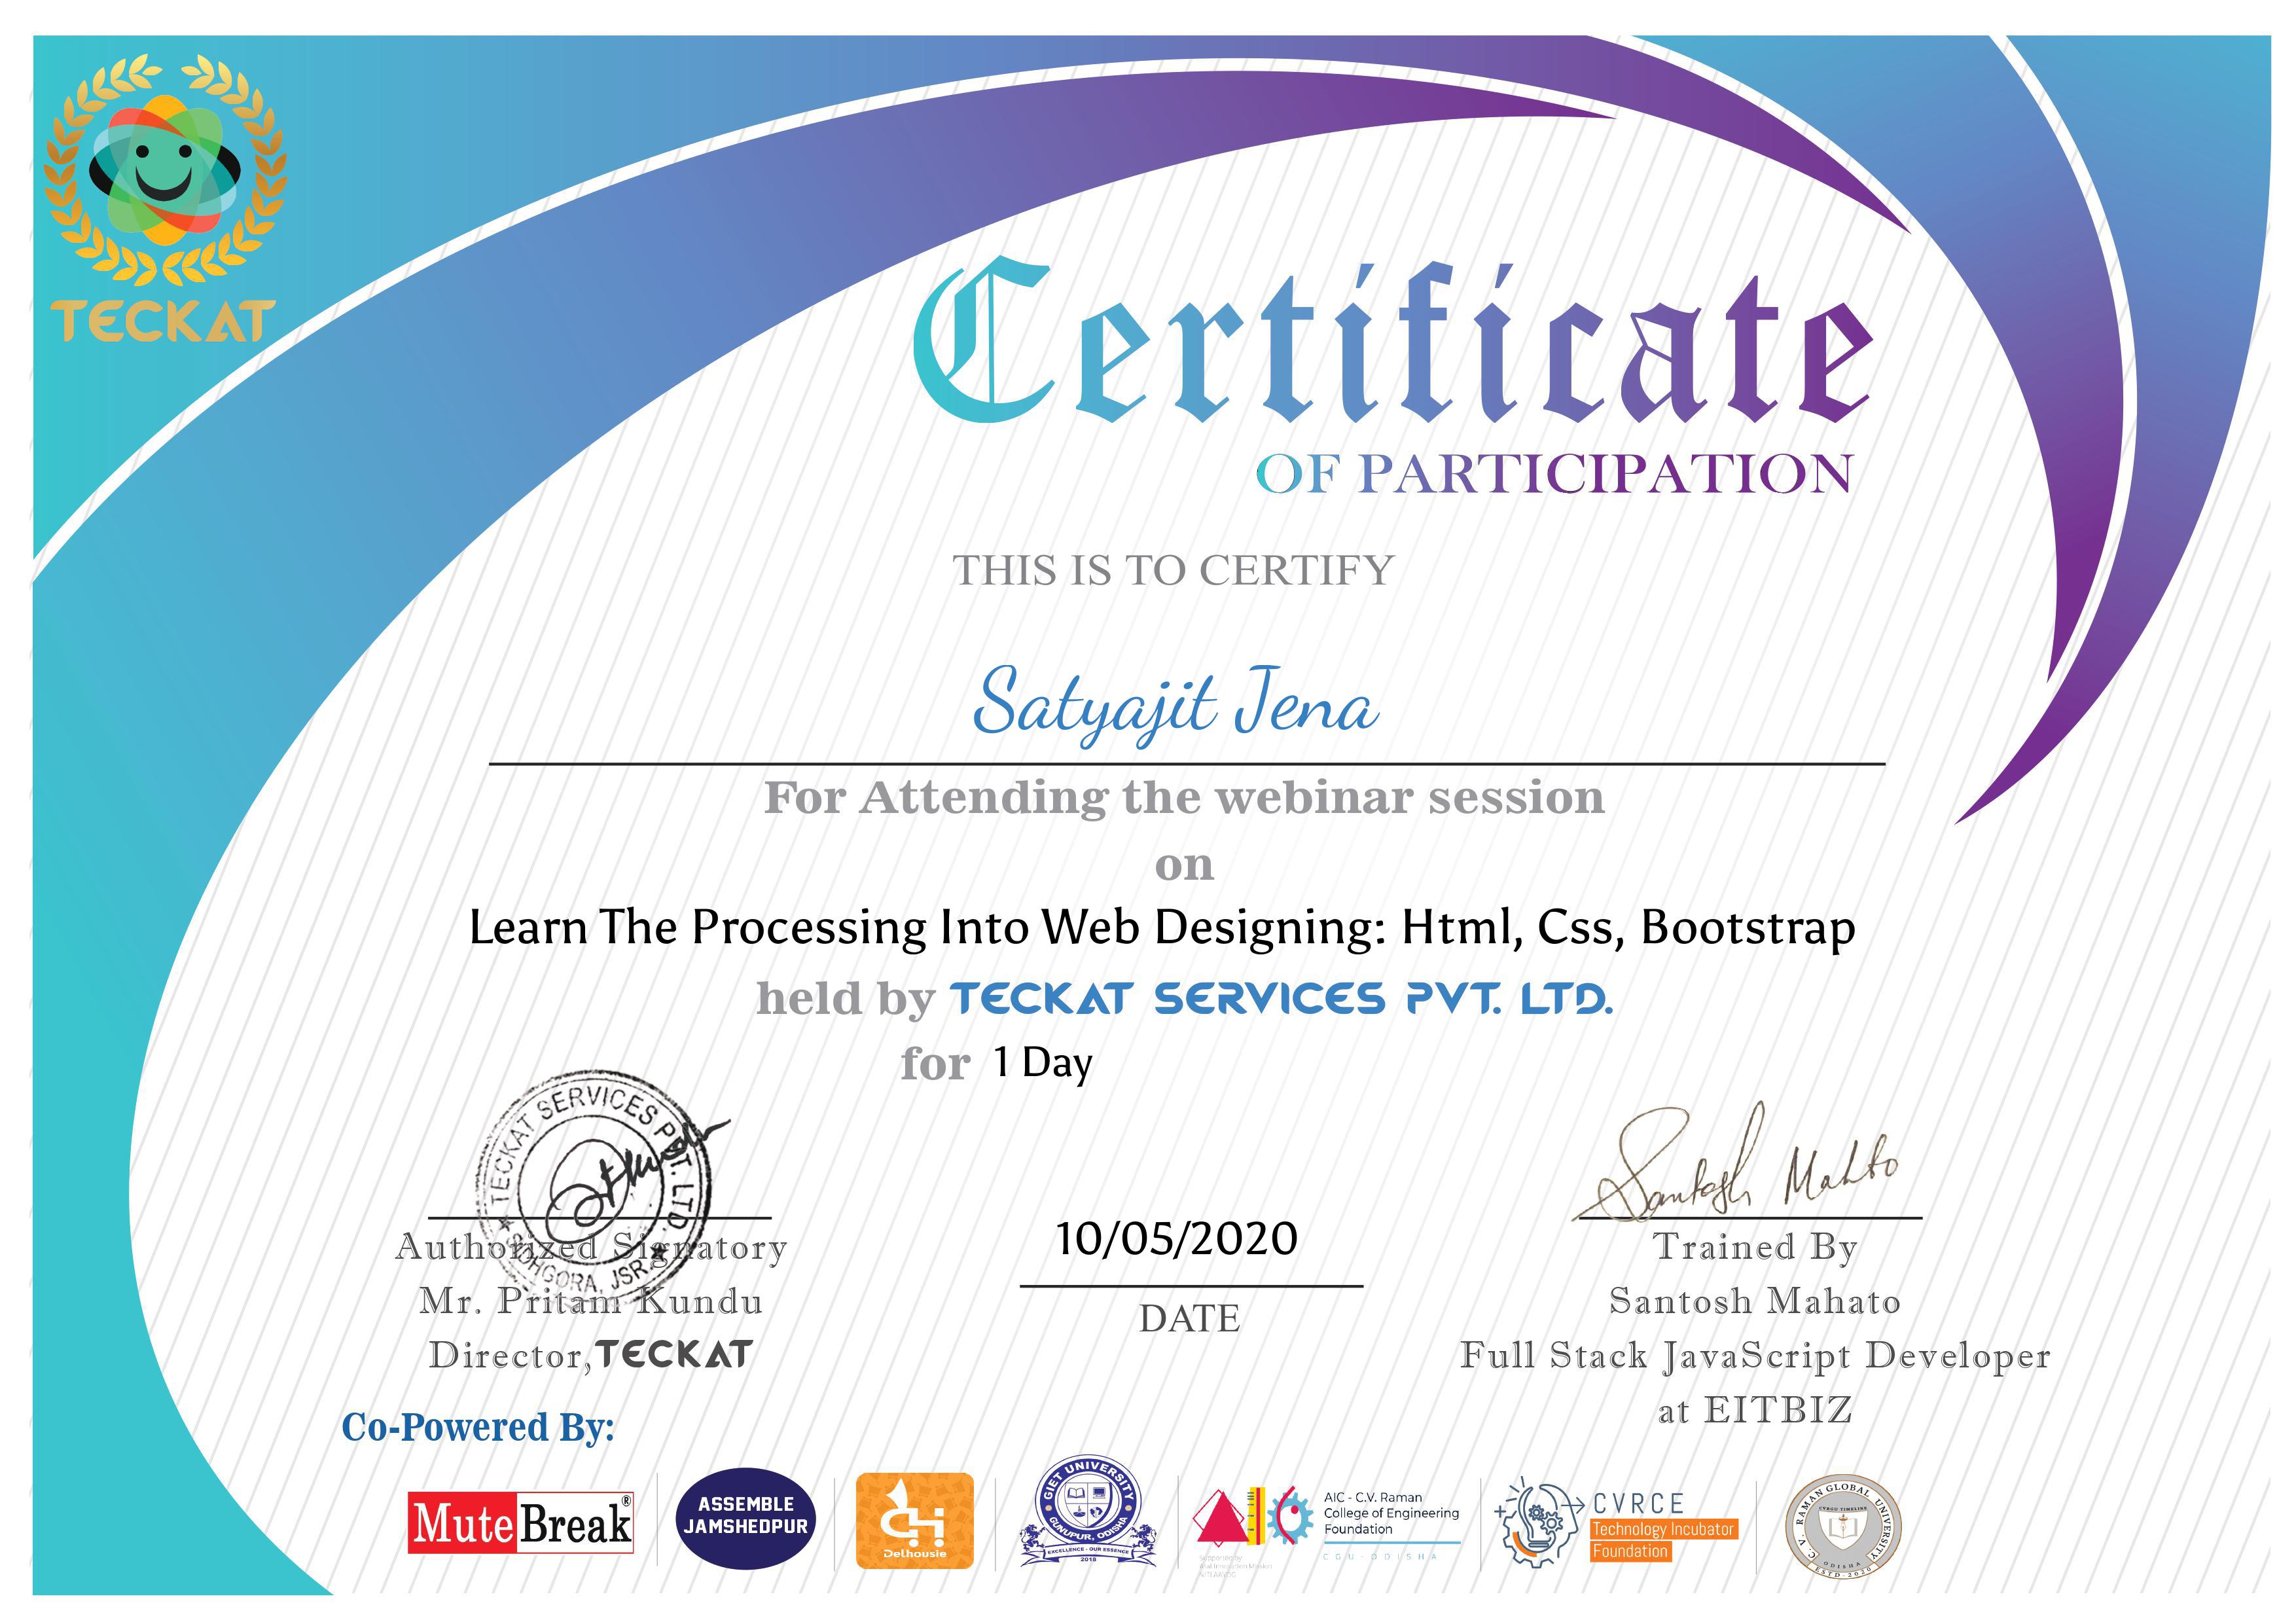 TECKAT
Certificate
OF PARTICIPATION
THIS IS TO CERTIFY
Satyajit Jena
For Attending the webinar session
on
Learn The Processing Into Web Designing: Html, Css, Bootstrap
held by TECKAT SERVICES PVT. LTD.
for 1 Day
TECKAT SERVICES PVT. LTD.
SOHGORA, JSR.
Authorized Signatory
Mr. Pritam Kundu
Director, TECKAT
10/05/2020
DATE
Santosh Mahto
Trained By
Santosh Mahato
Full Stack JavaScript Developer
at EITBIZ
Co-Powered By:
MuteBreak®
ASSEMBLE
JAMSHEDPUR
Delhousie
GIET UNIVERSITY
GUNUPUR, ODISHA
EXCELLENCE - OUR ESSENCE
2018
AIC - C.V. Raman
College of Engineering
Foundation
CGU-ODISHA
Supported by
CVRCE
Technology Incubator
Foundation
C. V. RAMAN GLOBAL UNIVERSITY
ODISHA
ESTD-2020